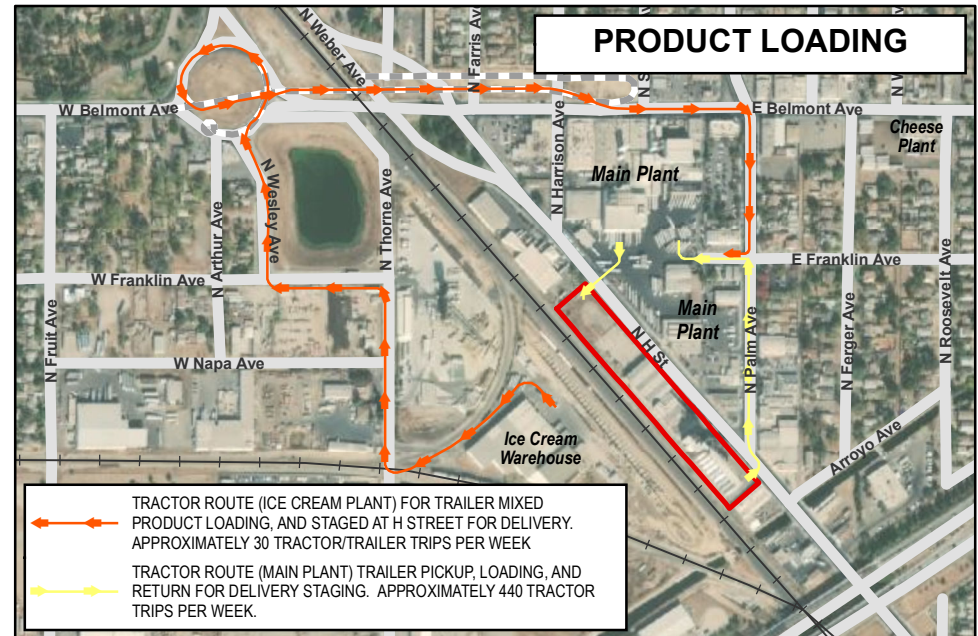 PRODUCT LOADING
N Weber Ave
N Farris Ave
N S
N W
W Belmont Ave
E Belmont Ave
Cheese
Plant
N Harrison Ave
Main Plant
N Wesley Ave
N Thorne Ave
N Arthur Ave
W Franklin Ave
E Franklin Ave
N Fruit Ave
Main
Plant
N H St
N Palm Ave
N Ferger Ave
N Roosevelt Ave
W Napa Ave
Ice Cream
Warehouse
Arroyo Ave
TRACTOR ROUTE (ICE CREAM PLANT) FOR TRAILER MIXED
PRODUCT LOADING, AND STAGED AT H STREET FOR DELIVERY.
APPROXIMATELY 30 TRACTOR/TRAILER TRIPS PER WEEK
TRACTOR ROUTE (MAIN PLANT) TRAILER PICKUP, LOADING, AND
RETURN FOR DELIVERY STAGING. APPROXIMATELY 440 TRACTOR
TRIPS PER WEEK.